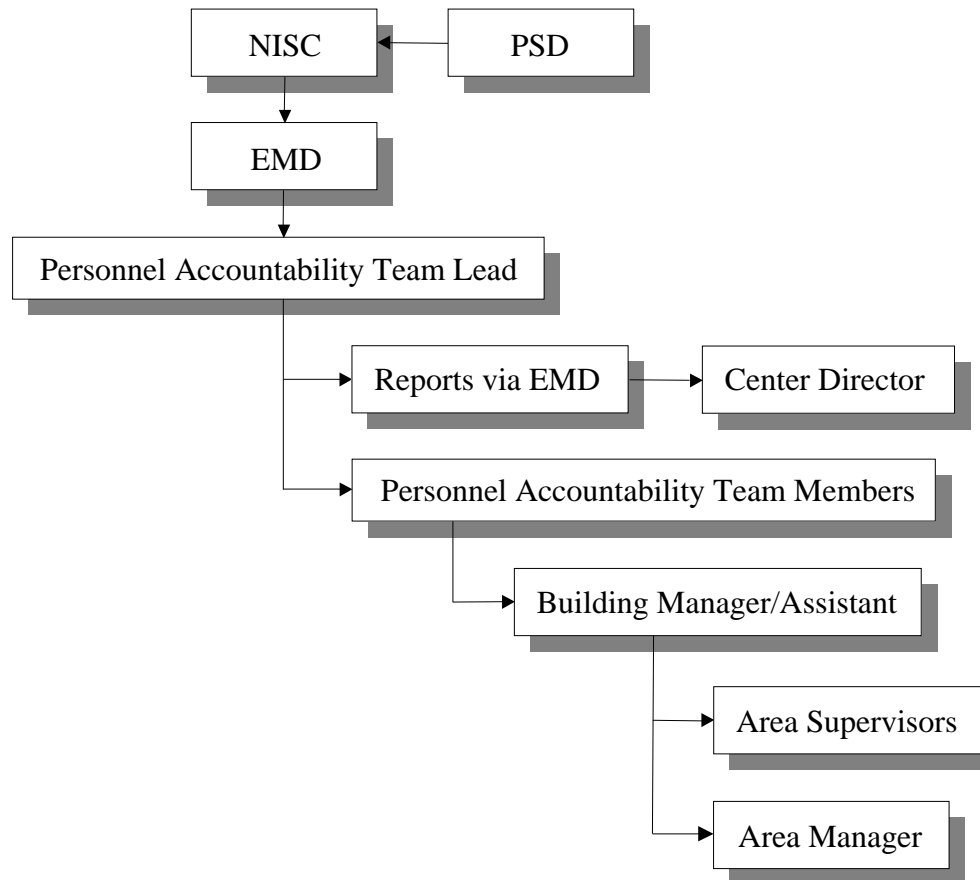 NISC
PSD
EMD
Personnel Accountability Team Lead
Reports via EMD
Center Director
Personnel Accountability Team Members
Building Manager/Assistant
Area Supervisors
Area Manager